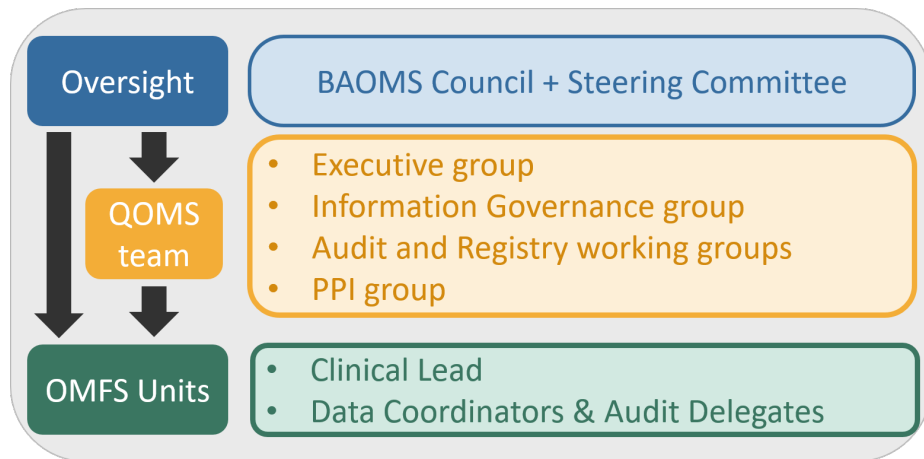 Oversight
BAOMS Council + Steering Committee
QOMS
team
• Executive group
• Information Governance group
• Audit and Registry working groups
• PPI group
OMFS Units
• Clinical Lead
• Data Coordinators & Audit Delegates